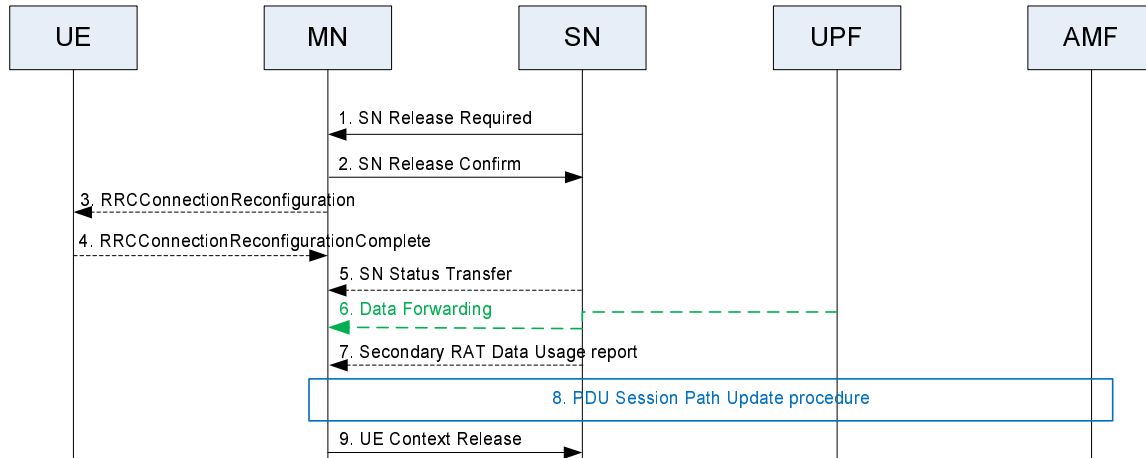 UE
MN
SN
UPF
AMF
1. SN Release Required
2. SN Release Confirm
3. RRCConnectionReconfiguration
4. RRCConnectionReconfigurationComplete
5. SN Status Transfer
6. Data Forwarding
7. Secondary RAT Data Usage report
8. PDU Session Path Update procedure
9. UE Context Release